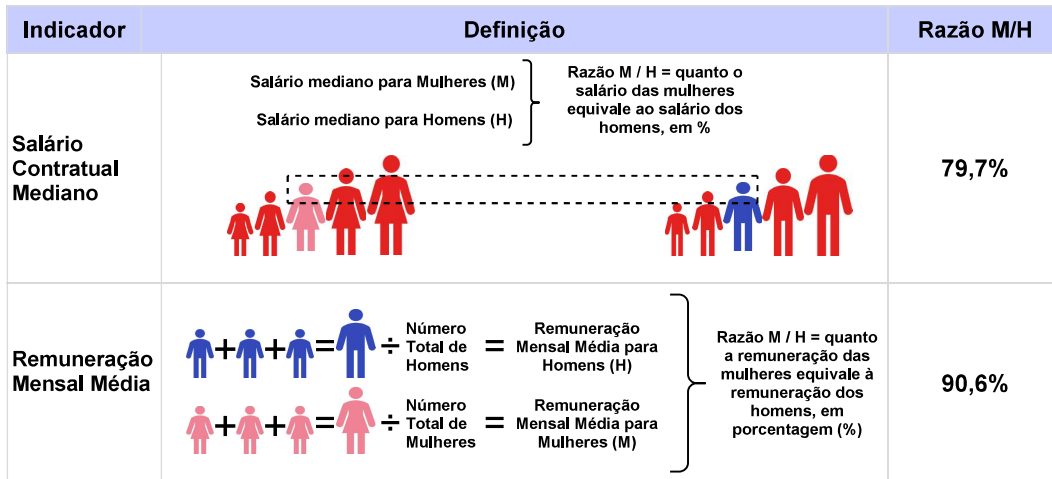 Indicador
Definição
Razão M/H
Salário
Contratual
Mediano
Salário mediano para Mulheres (M)
Salário mediano para Homens (H)
Razão M / H = quanto o
salário das mulheres
equivale ao salário dos
homens, em %
79,7%
Remuneração
Mensal Média
+ + = ÷
Número
Total de
Homens
=
Remuneração
Mensal Média para
Homens (H)
+ + = ÷
Número
Total de
Mulheres
=
Remuneração
Mensal Média para
Mulheres (M)
Razão M / H = quanto
a remuneração das
mulheres equivale à
remuneração dos
homens, em
porcentagem (%)
90,6%